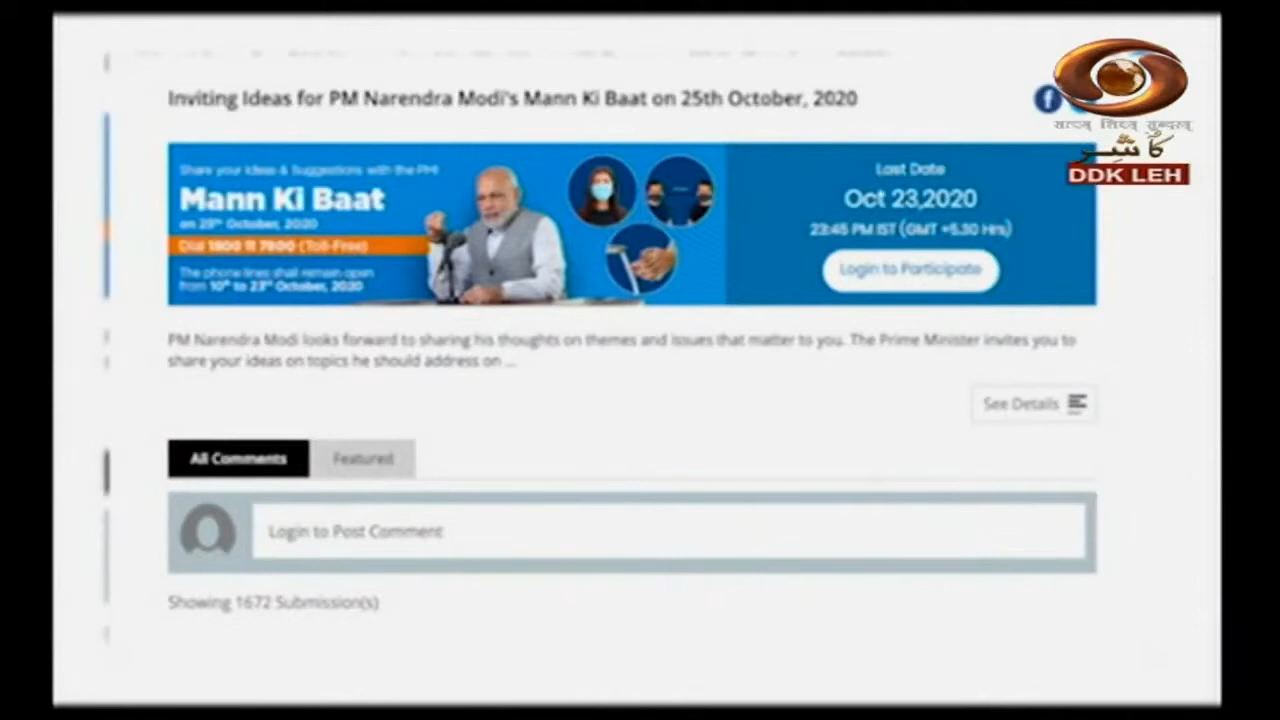 Inviting Ideas for PM Narendra Modi's Mann Ki Baat on 25th October, 2020
Share your Ideas & Suggestions with the PM!
Mann Ki Baat
on 25th October, 2020
Dial 1800 11 7800 (Toll-Free)
The phone lines shall remain open
from 10th to 23rd October, 2020
Last Date
Oct 23,2020
23:45 PM IST (GMT +5.30 Hrs)
Login to Participate
f
सत्यम् शिवम् सुन्दरम्
کٲشِر
DDK LEH
PM Narendra Modi looks forward to sharing his thoughts on themes and issues that matter to you. The Prime Minister invites you to
share your ideas on topics he should address on ...
See Details
All Comments
Featured
Login to Post Comment
Showing 1672 Submission(s)